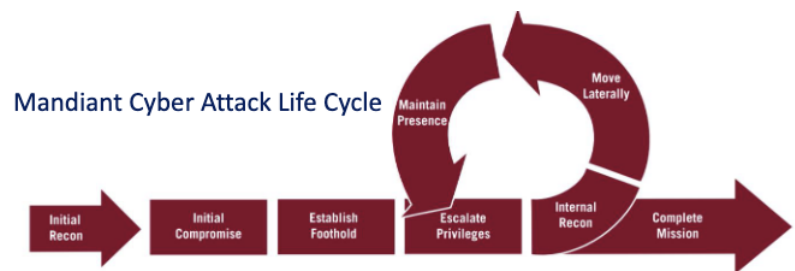 Mandiant Cyber Attack Life Cycle
Initial
Recon
Initial
Compromise
Establish
Foothold
Escalate
Privileges
Internal
Recon
Move
Laterally
Maintain
Presence
Complete
Mission